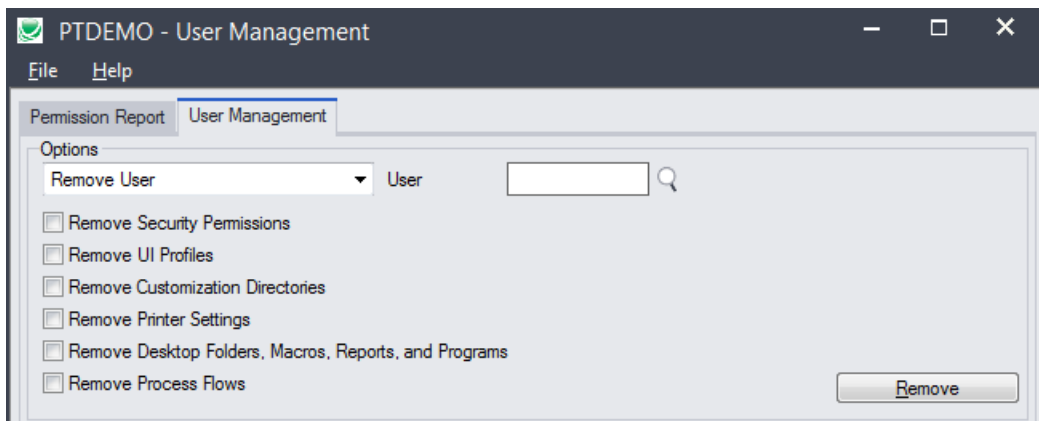 PTDEMO - User Management
File Help
Permission Report User Management
Options
Remove User User
Remove Security Permissions
Remove UI Profiles
Remove Customization Directories
Remove Printer Settings
Remove Desktop Folders, Macros, Reports, and Programs
Remove Process Flows
Remove